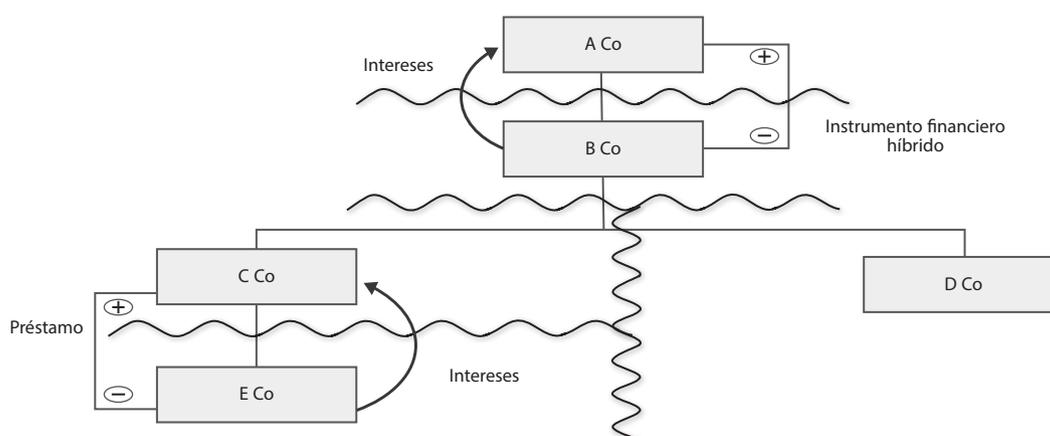 A Co
+
Intereses
B Co
−
Instrumento financiero
híbrido
C Co
+
D Co
Préstamo
Intereses
−
E Co